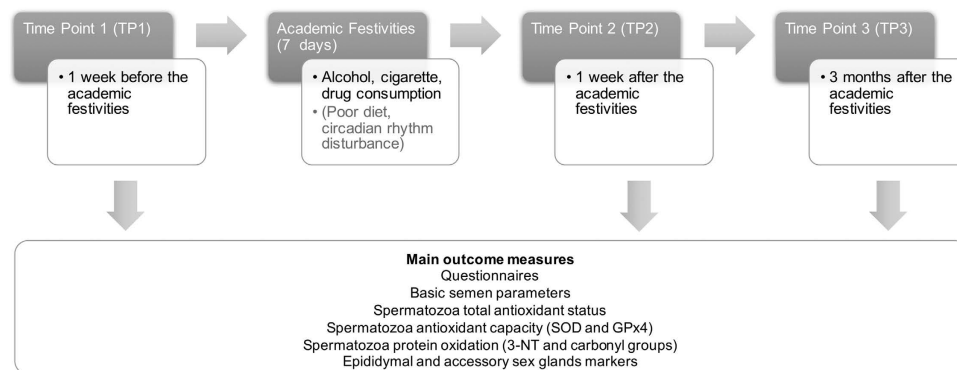 Time Point 1 (TP1)
• 1 week before the
academic
festivities
Academic Festivities
(7 days)
• Alcohol, cigarette,
drug consumption
• (Poor diet,
circadian rhythm
disturbance)
Time Point 2 (TP2)
• 1 week after the
academic
festivities
Time Point 3 (TP3)
• 3 months after the
academic
festivities
Main outcome measures
Questionnaires
Basic semen parameters
Spermatozoa total antioxidant status
Spermatozoa antioxidant capacity (SOD and GPx4)
Spermatozoa protein oxidation (3-NT and carbonyl groups)
Epididymal and accessory sex glands markers